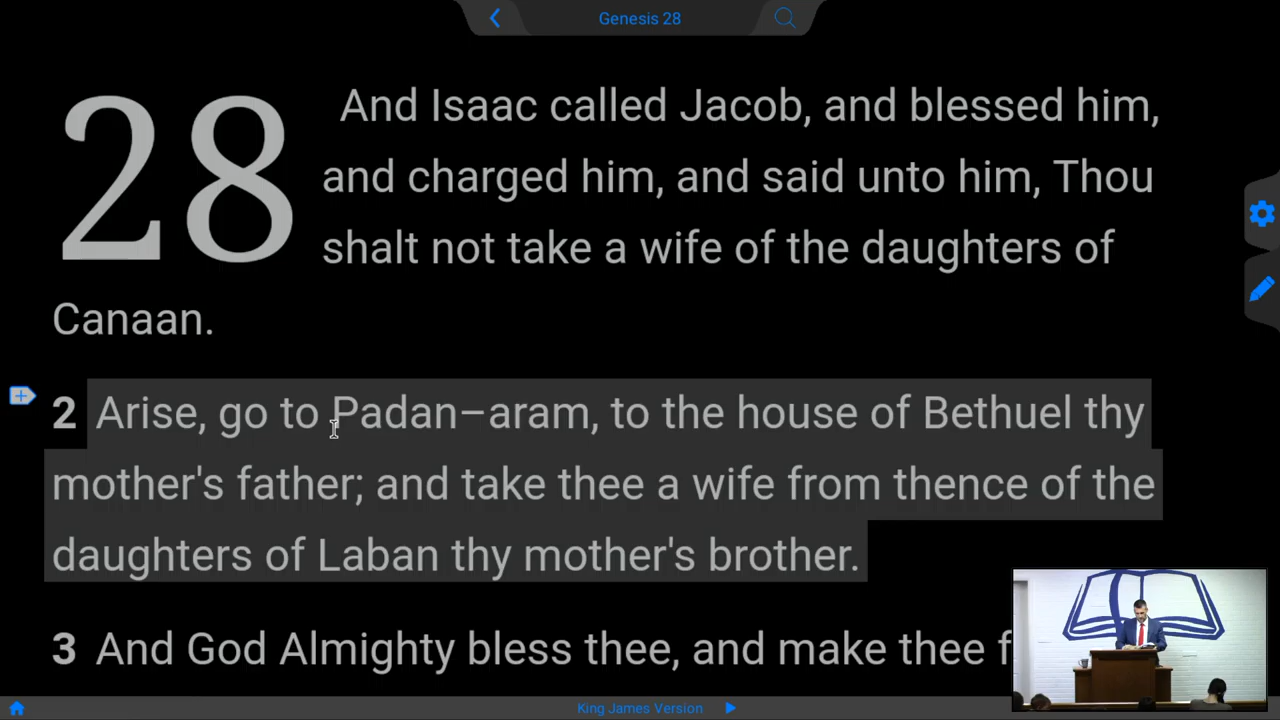 Genesis 28
28 And Isaac called Jacob, and blessed him,
and charged him, and said unto him, Thou
shalt not take a wife of the daughters of
Canaan.
2 Arise, go to Padan–aram, to the house of Bethuel thy
mother's father; and take thee a wife from thence of the
daughters of Laban thy mother's brother.
3 And God Almighty bless thee, and make thee f
King James Version